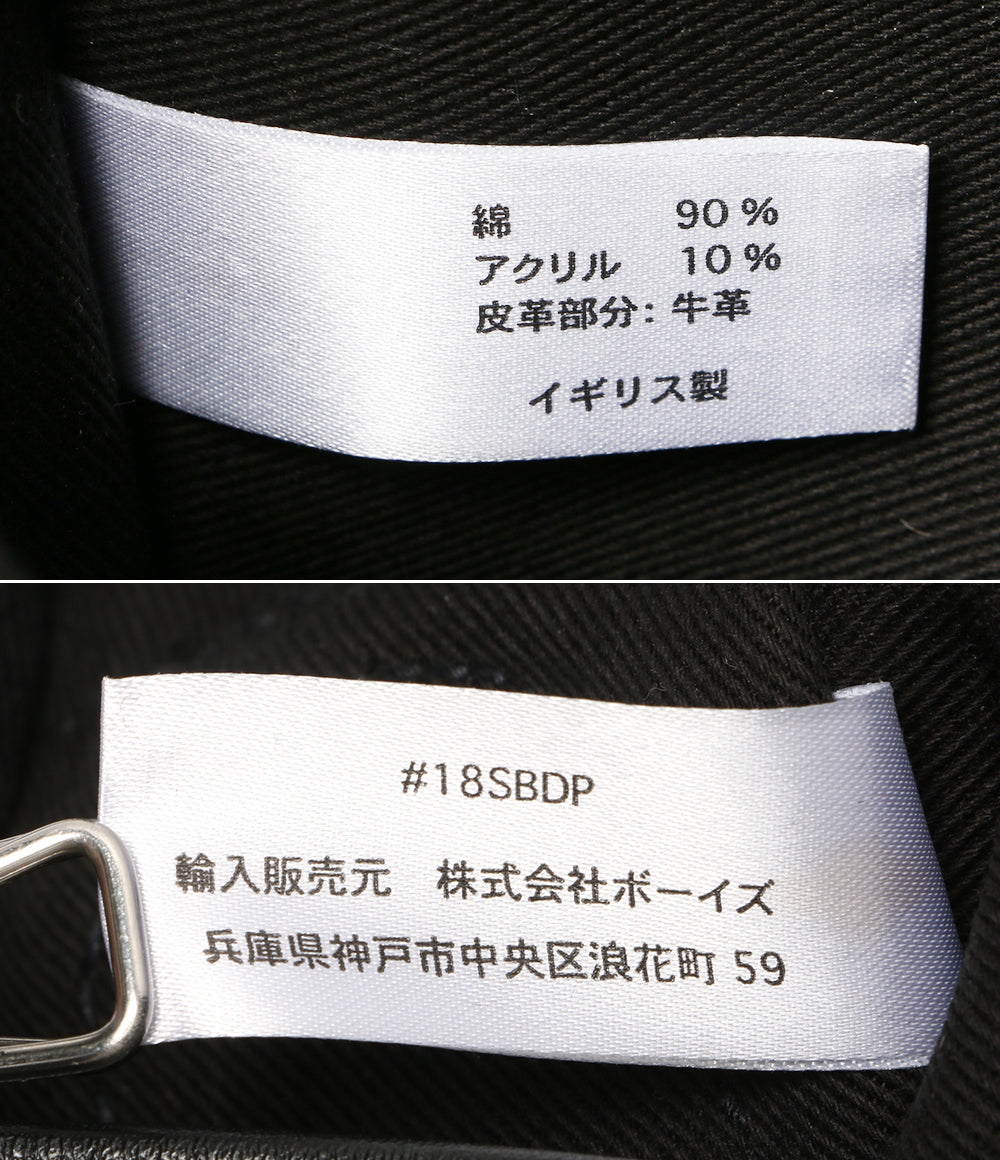 綿 90 %
アクリル 10 %
皮革部分: 牛革
イギリス製
#18SBDP
輸入販売元 株式会社ボーイズ
兵庫県神戸市中央区浪花町 59